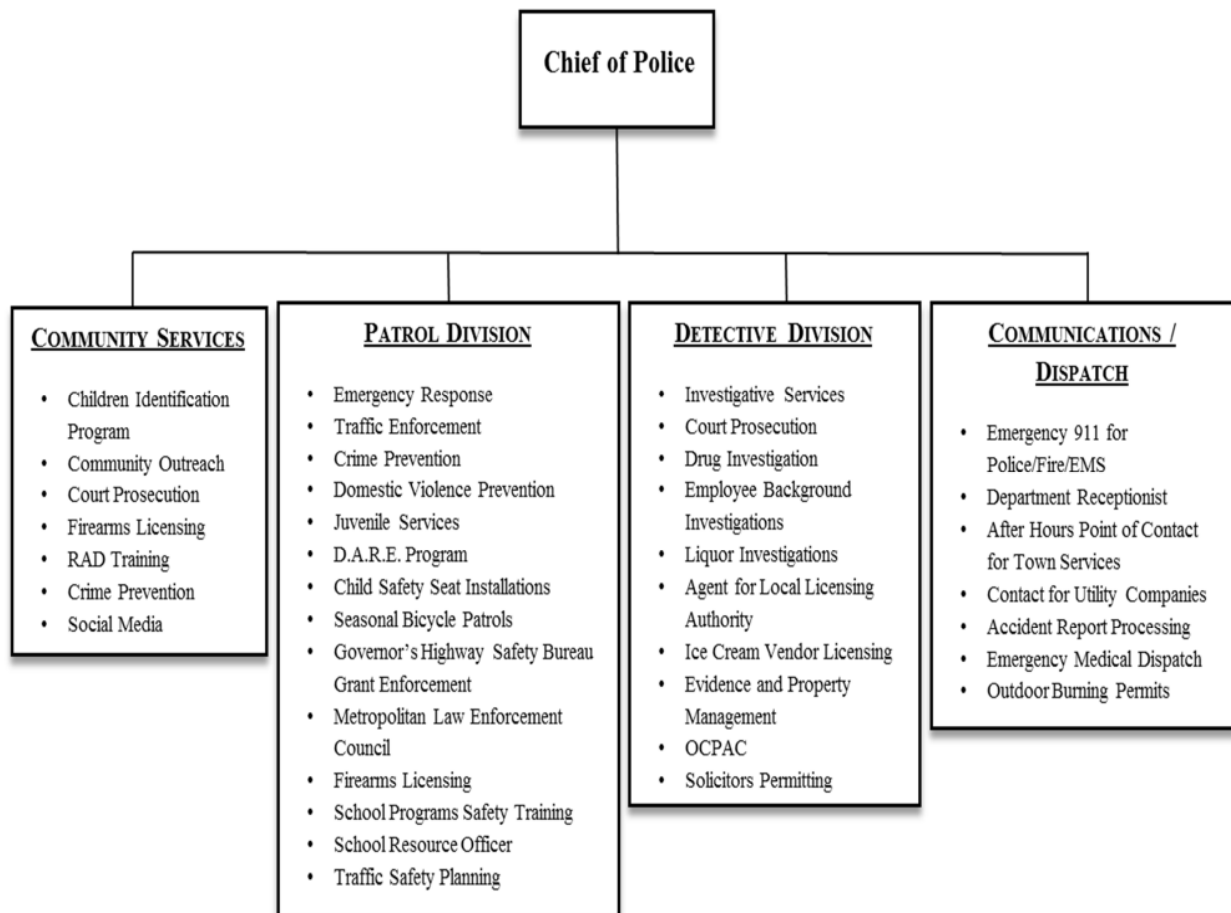 Chief of Police
COMMUNITY SERVICES
• Children Identification
Program
• Community Outreach
• Court Prosecution
• Firearms Licensing
• RAD Training
• Crime Prevention
• Social Media
PATROL DIVISION
• Emergency Response
• Traffic Enforcement
• Crime Prevention
• Domestic Violence Prevention
• Juvenile Services
• D.A.R.E. Program
• Child Safety Seat Installations
• Seasonal Bicycle Patrols
• Governor's Highway Safety Bureau
Grant Enforcement
• Metropolitan Law Enforcement
Council
• Firearms Licensing
• School Programs Safety Training
• School Resource Officer
• Traffic Safety Planning
DETECTIVE DIVISION
• Investigative Services
• Court Prosecution
• Drug Investigation
• Employee Background
Investigations
• Liquor Investigations
• Agent for Local Licensing
Authority
• Ice Cream Vendor Licensing
• Evidence and Property
Management
• OCPAC
• Solicitors Permitting
COMMUNICATIONS /
DISPATCH
• Emergency 911 for
Police/Fire/EMS
• Department Receptionist
• After Hours Point of Contact
for Town Services
• Contact for Utility Companies
• Accident Report Processing
• Emergency Medical Dispatch
• Outdoor Burning Permits